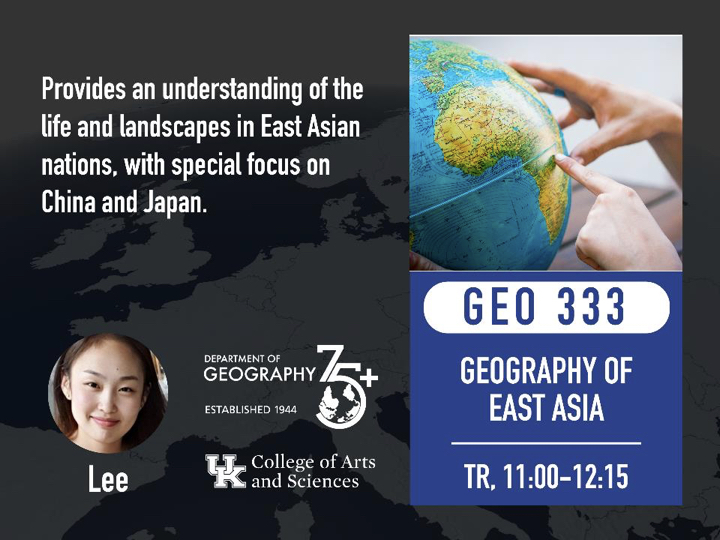 Provides an understanding of the
life and landscapes in East Asian
nations, with special focus on
China and Japan.
Lee
DEPARTMENT OF
GEOGRAPHY
ESTABLISHED 1944
75+
UK
College of Arts
and Sciences
GEO 333
GEOGRAPHY OF
EAST ASIA
TR, 11:00-12:15